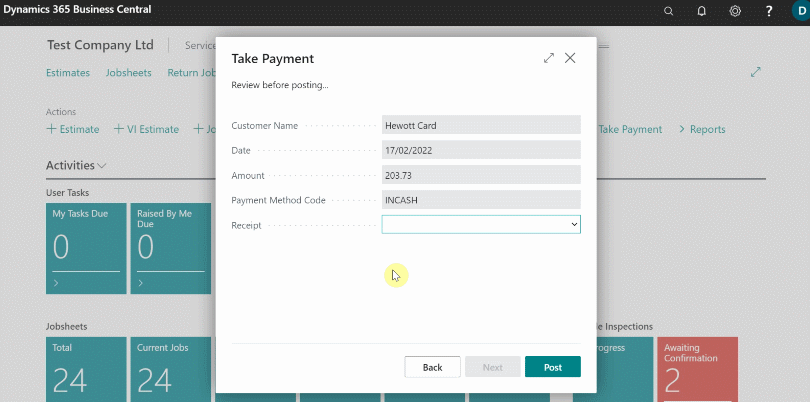 Dynamics 365 Business Central
?
D
Test Company Ltd
Service
Estimates Jobsheets Return Job
Take Payment
Review before posting...
Customer Name Hewott Card
Date 17/02/2022
Amount 203.73
Payment Method Code INCASH
Receipt
Back Next Post
Actions
+ Estimate + VI Estimate + Jo
Take Payment > Reports
Activities
User Tasks
My Tasks Due
0
Raised By Me Due
0
Jobsheets
Total
24
Current Jobs
24
e Inspections
rogress
Awaiting Confirmation
2